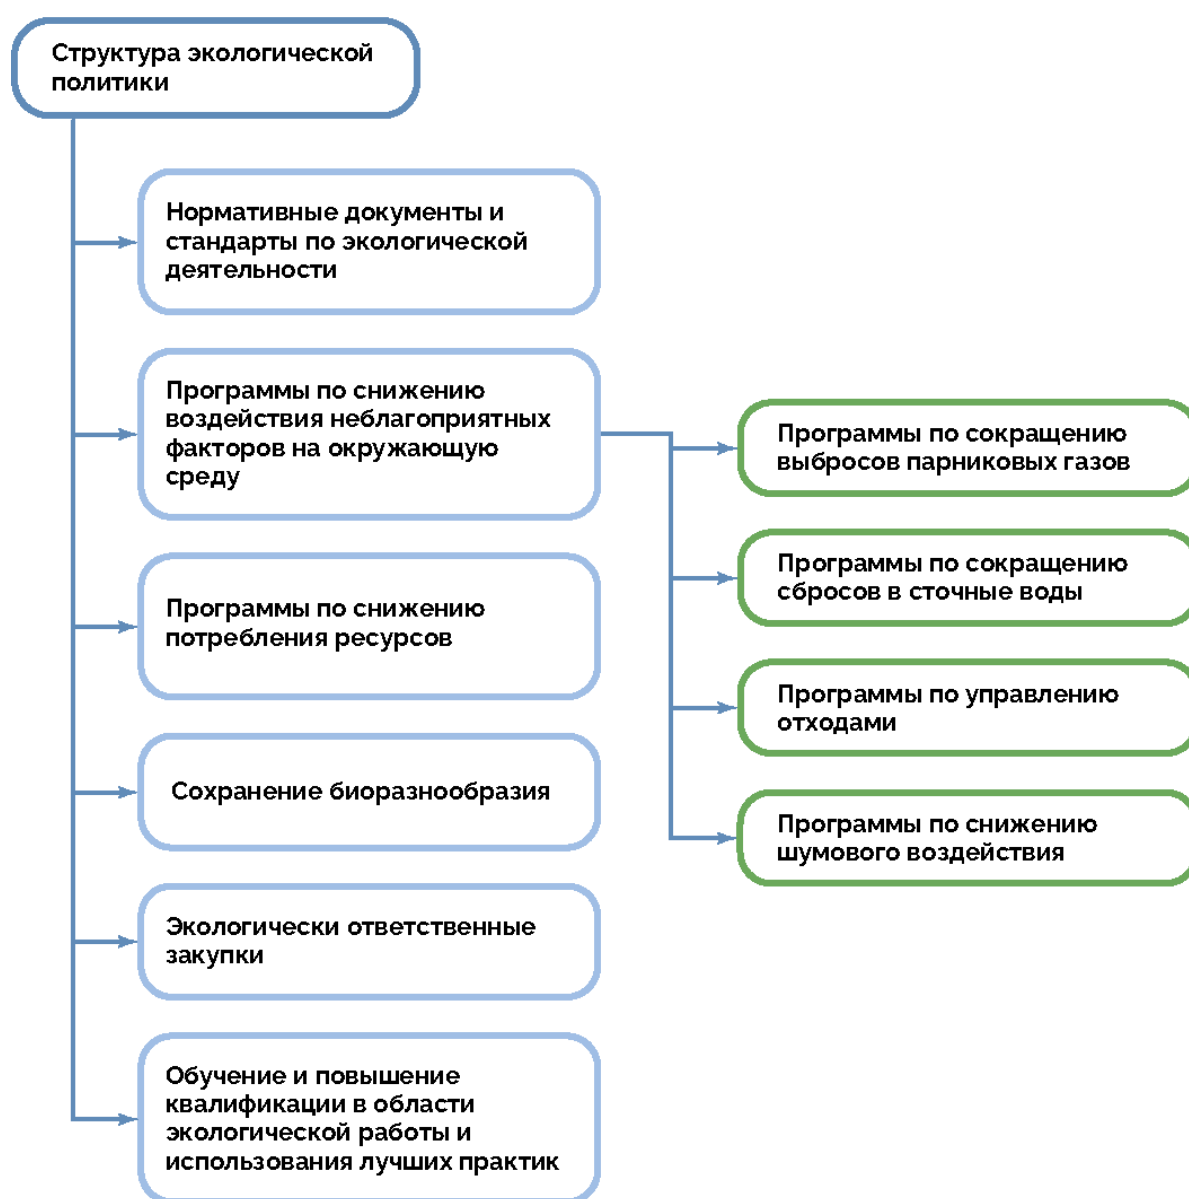 Структура экологической
политики
Нормативные документы и
стандарты по экологической
деятельности
Программы по снижению
воздействия неблагоприятных
факторов на окружающую
среду
Программы по сокращению
выбросов парниковых газов
Программы по сокращению
сбросов в сточные воды
Программы по управлению
отходами
Программы по снижению
шумового воздействия
Программы по снижению
потребления ресурсов
Сохранение биоразнообразия
Экологически ответственные
закупки
Обучение и повышение
квалификации в области
экологической работы и
использования лучших практик